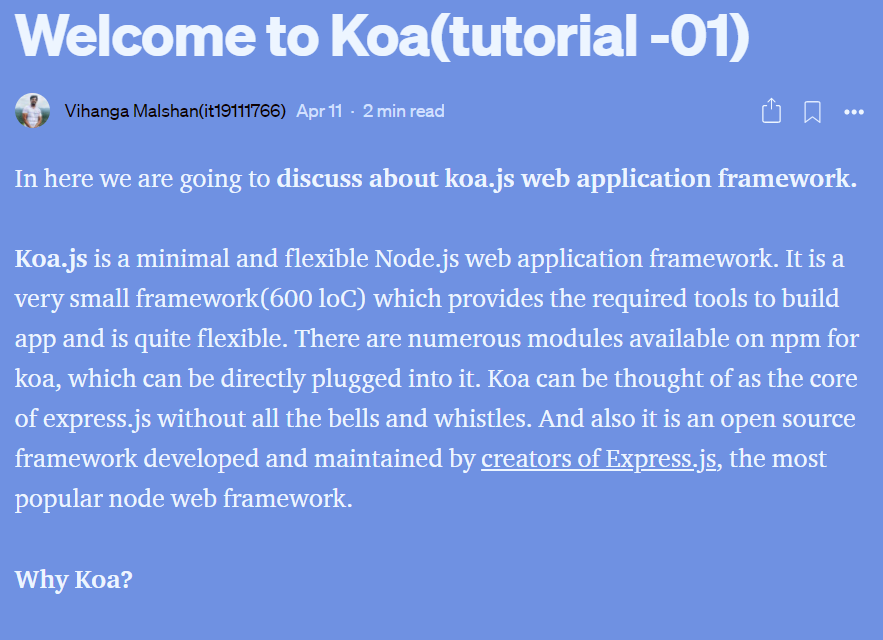 Welcome to Koa(tutorial -01)
Vihanga Malshan(it19111766) Apr 11 · 2 min read
In here we are going to discuss about koa.js web application framework.
Koa.js is a minimal and flexible Node.js web application framework. It is a
very small framework(600 loC) which provides the required tools to build
app and is quite flexible. There are numerous modules available on npm for
koa, which can be directly plugged into it. Koa can be thought of as the core
of express.js without all the bells and whistles. And also it is an open source
framework developed and maintained by creators of Express.js, the most
popular node web framework.
Why Koa?